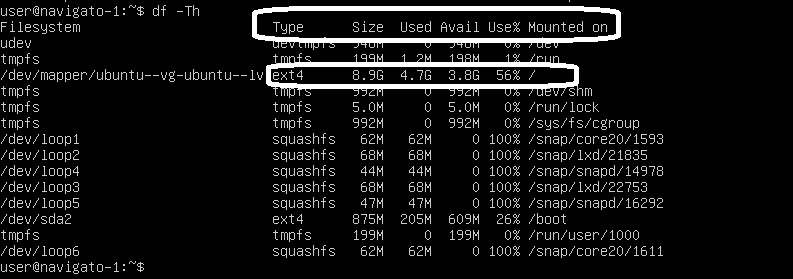 user@navigato-1:~$ df -Th
Filesystem Type Size Used Avail Use% Mounted on
udev devtmpfs 948M 0 948M 0% /dev
tmpfs 199M 1.2M 198M 1% /run
/dev/mapper/ubuntu--vg-ubuntu--lv ext4 8.9G 4.7G 3.8G 56% /
tmpfs tmpfs 992M 0 992M 0% /dev/shm
tmpfs tmpfs 5.0M 0 5.0M 0% /run/lock
tmpfs tmpfs 992M 0 992M 0% /sys/fs/cgroup
/dev/loop1 squashfs 62M 62M 0 100% /snap/core20/1593
/dev/loop2 squashfs 68M 68M 0 100% /snap/lxd/21835
/dev/loop4 squashfs 44M 44M 0 100% /snap/snapd/14978
/dev/loop3 squashfs 68M 68M 0 100% /snap/lxd/22753
/dev/loop5 squashfs 47M 47M 0 100% /snap/snapd/16292
/dev/sda2 ext4 875M 205M 609M 26% /boot
tmpfs tmpfs 199M 0 199M 0% /run/user/1000
/dev/loop6 squashfs 62M 62M 0 100% /snap/core20/1611
user@navigato-1:~$